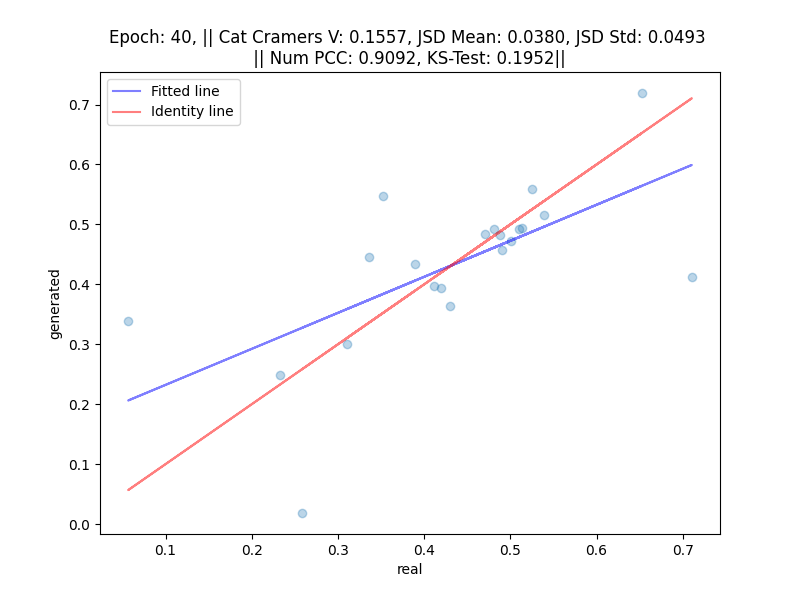 Epoch: 40, || Cat Cramers V: 0.1557, JSD Mean: 0.0380, JSD Std: 0.0493
|| Num PCC: 0.9092, KS-Test: 0.1952||
Fitted line
Identity line
0.7
0.6
0.5
0.4
0.3
0.2
0.1
0.0
generated
0.1
0.2
0.3
0.4
0.5
0.6
0.7
real